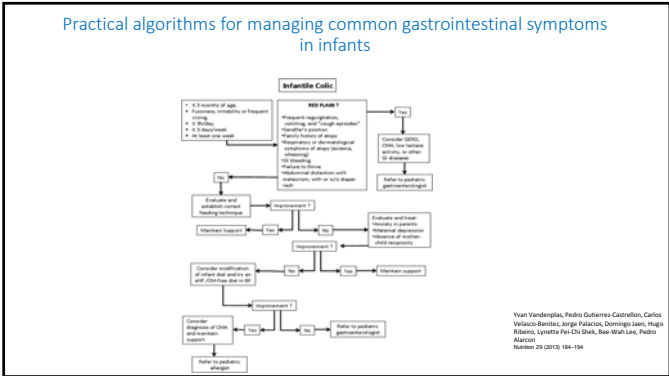 Practical algorithms for managing common gastrointestinal symptoms
in infants
Infantile Colic
≤ 3 months of age,
Fussiness, irritability or frequent
crying,
≥ 3h/day,
≥ 3 days/week
At least one week
RED FLAGS ?
•Frequent regurgitation,
vomiting, and "cough episodes"
•Sandifer's position
•Family history of atopy
•Respiratory or dermatological
symptoms of atopy (eczema,
wheezing)
•GI bleeding
•Failure to thrive
•Abdominal distention with
meteorism, with or w/o diaper
rash
Yes
Consider GERD,
CMA, low lactase
activity, or other
GI diseases
Refer to pediatric
gastroenterologist
No
Evaluate and
establish correct
feeding technique
Improvement ?
Maintain Support
Yes
No
Evaluate and treat:
•Anxiety in parents
•Maternal depression
•Absence of mother-
child reciprocity
Improvement ?
Consider modification
of infant diet and try an
eHF /CM-free diet in BF
No
Yes
Maintain support
Improvement ?
Consider
diagnosis of CMA
and maintain
support
Yes
No
Refer to pediatric
gastroenterologist
Refer to pediatric
allergist
Yvan Vandenplas, Pedro Gutierrez-Castrellon, Carlos
Velasco-Benitez, Jorge Palacios, Domingo Jaen, Hugo
Ribeiro, Lynette Pei-Chi Shek, Bee-Wah Lee, Pedro
Alarcon
Nutrition 29 (2013) 184–194